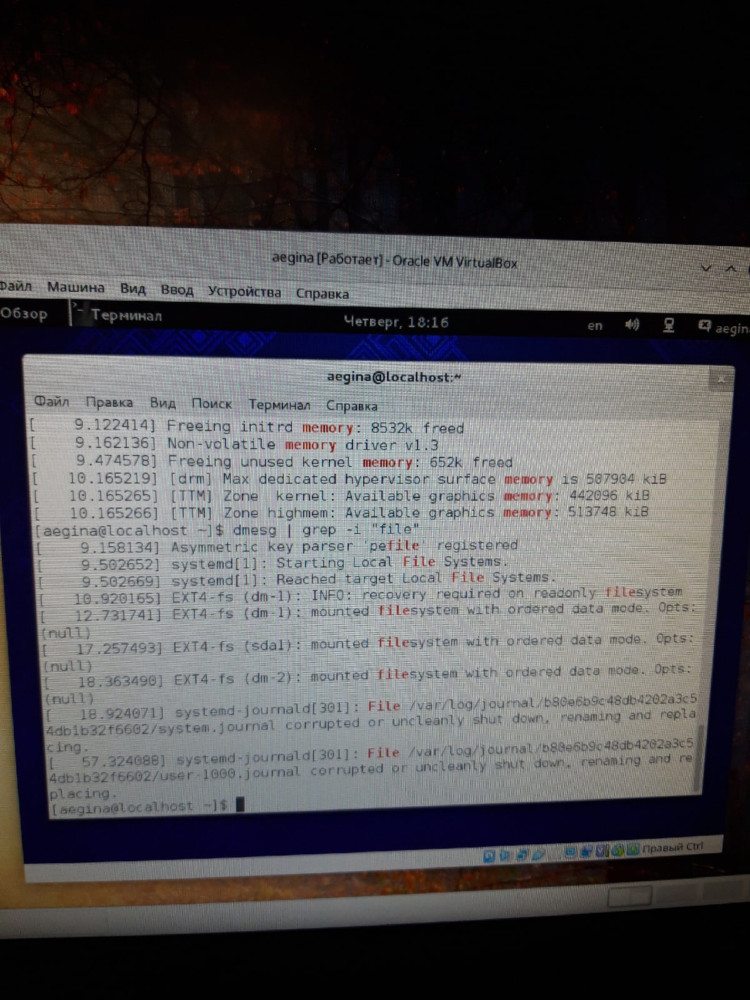 aegina [Работает] - Oracle VM VirtualBox
Файл Машина Вид Ввод Устройства Справка
Обзор Терминал Четверг, 18:16 en aegin
aegina@localhost:~
Файл Правка Вид Поиск Терминал Справка
[    9.122414] Freeing initrd memory: 8532k freed
[    9.162136] Non-volatile memory driver v1.3
[    9.474578] Freeing unused kernel memory: 652k freed
[   10.165219] [drm] Max dedicated hypervisor surface memory is 507904 kiB
[   10.165265] [TTM] Zone  kernel: Available graphics memory: 442096 kiB
[   10.165266] [TTM] Zone highmem: Available graphics memory: 513748 kiB
[aegina@localhost ~]$ dmesg | grep -i "file"
[    9.158134] Asymmetric key parser 'pefile' registered
[    9.502652] systemd[1]: Starting Local File Systems.
[    9.502669] systemd[1]: Reached target Local File Systems.
[   10.920165] EXT4-fs (dm-1): INFO: recovery required on readonly filesystem
[   12.731741] EXT4-fs (dm-1): mounted filesystem with ordered data mode. Opts:
(null)
[   17.257493] EXT4-fs (sda1): mounted filesystem with ordered data mode. Opts:
(null)
[   18.363490] EXT4-fs (dm-2): mounted filesystem with ordered data mode. Opts:
(null)
[   18.924071] systemd-journald[301]: File /var/log/journal/b80e6b9c48db4202a3c5
4db1b32f6602/system.journal corrupted or uncleanly shut down, renaming and repla
cing.
[   57.324088] systemd-journald[301]: File /var/log/journal/b80e6b9c48db4202a3c5
4db1b32f6602/user-1000.journal corrupted or uncleanly shut down, renaming and re
placing.
[aegina@localhost ~]$
Правый Ctrl